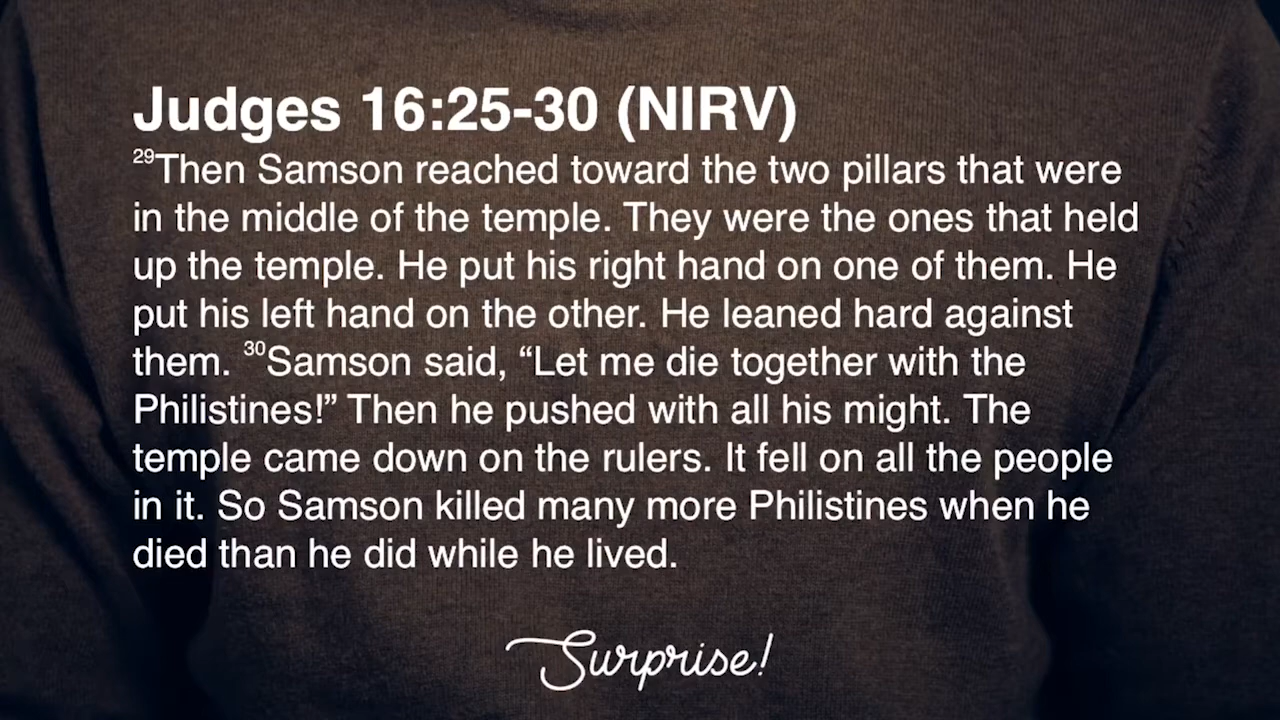 Judges 16:25-30 (NIRV)
29Then Samson reached toward the two pillars that were
in the middle of the temple. They were the ones that held
up the temple. He put his right hand on one of them. He
put his left hand on the other. He leaned hard against
them. 30Samson said, “Let me die together with the
Philistines!” Then he pushed with all his might. The
temple came down on the rulers. It fell on all the people
in it. So Samson killed many more Philistines when he
died than he did while he lived.
Surprise!